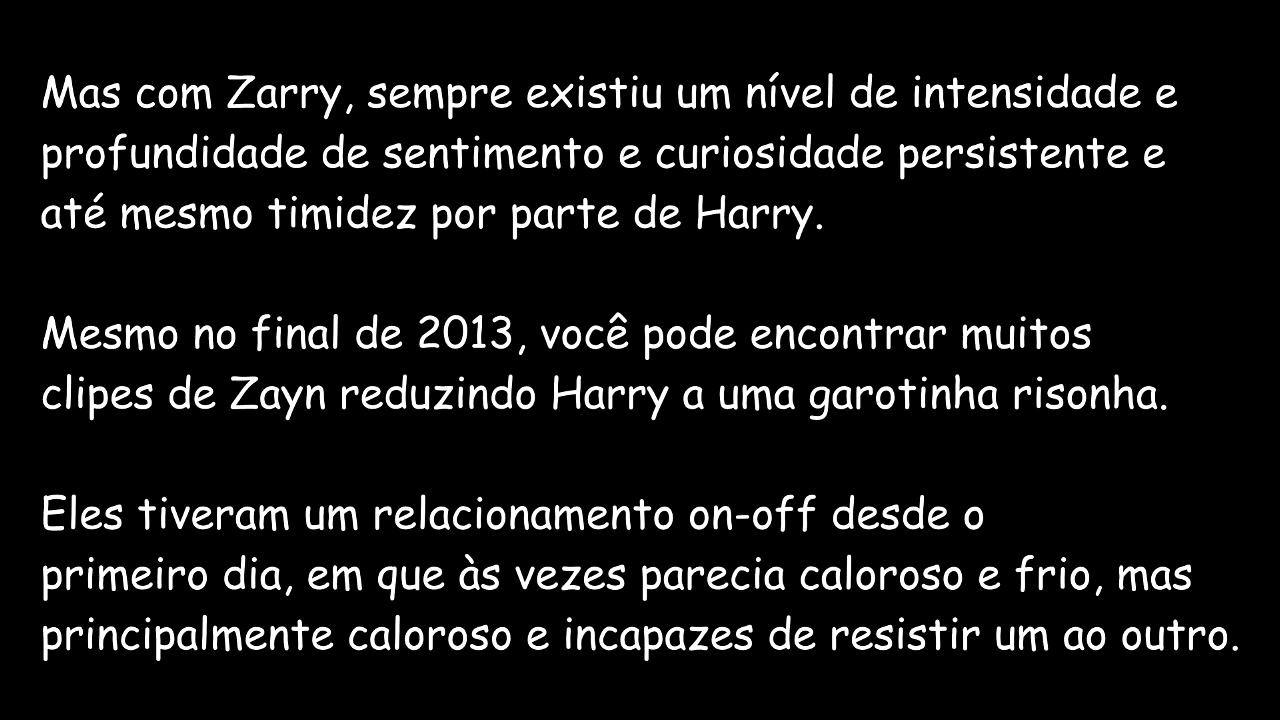 Mas com Zarry, sempre existiu um nível de intensidade e
profundidade de sentimento e curiosidade persistente e
até mesmo timidez por parte de Harry.
Mesmo no final de 2013, você pode encontrar muitos
clipes de Zayn reduzindo Harry a uma garotinha risonha.
Eles tiveram um relacionamento on-off desde o
primeiro dia, em que às vezes parecia caloroso e frio, mas
principalmente caloroso e incapazes de resistir um ao outro.